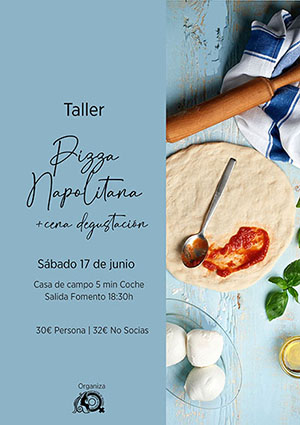 Taller
Pizza
Napolitana
+cena degustación
Sábado 17 de junio
Casa de campo 5 min Coche
Salida Fomento 18:30h
30€ Persona | 32€ No Socias
Organiza